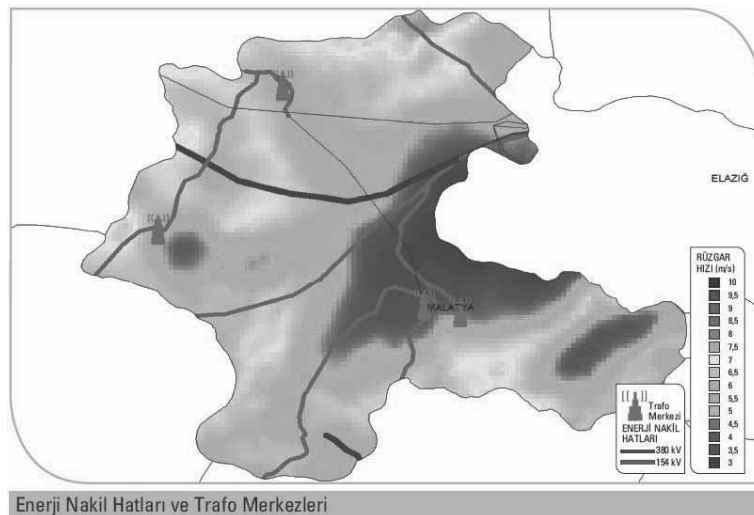 ELAZIĞ
MALATYA
RÜZGAR
HIZI (m/s)
10
9,5
9
8,5
8
7,5
7
6,5
6
5,5
5
4,5
4
3,5
3
Trafo
Merkezi
ENERJİ NAKİL
HATLARI
380 kV
154 kV
Enerji Nakil Hatları ve Trafo Merkezleri